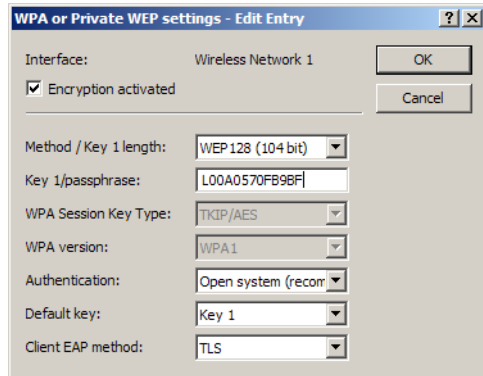 WPA or Private WEP settings - Edit Entry
Interface: Wireless Network 1 OK
Encryption activated Cancel
Method / Key 1 length: WEP128 (104 bit)
Key 1/passphrase: L00A0570FB9BF
WPA Session Key Type: TKIP/AES
WPA version: WPA1
Authentication: Open system (recom
Default key: Key 1
Client EAP method: TLS